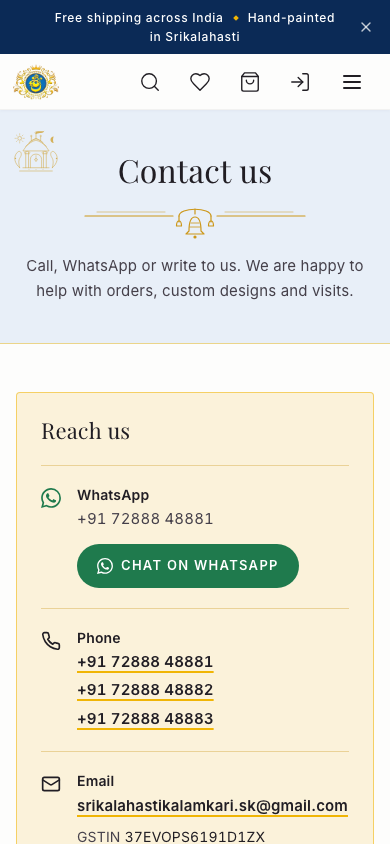 Free shipping across India 🔸 Hand-painted
in Srikalahasti
Contact us
Call, WhatsApp or write to us. We are happy to
help with orders, custom designs and visits.
Reach us
WhatsApp
+91 72888 48881
CHAT ON WHATSAPP
Phone
+91 72888 48881
+91 72888 48882
+91 72888 48883
Email
srikalahastikalamkari.sk@gmail.com
GSTIN 37EVOPS6191D1ZX